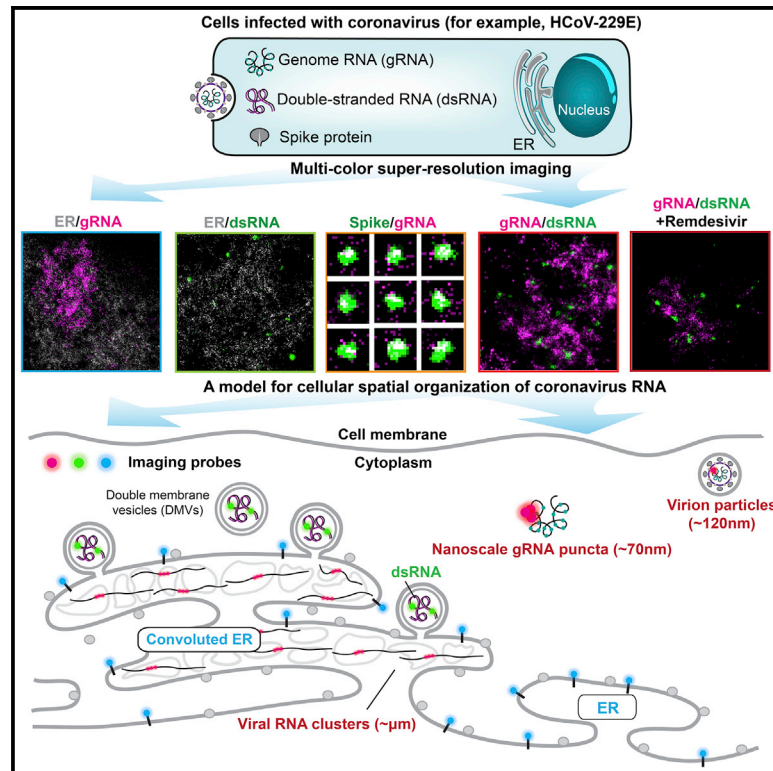 Cells infected with coronavirus (for example, HCoV-229E)
Genome RNA (gRNA)
Double-stranded RNA (dsRNA)
Spike protein
ER
Nucleus
Multi-color super-resolution imaging
ER/gRNA
ER/dsRNA
Spike/gRNA
gRNA/dsRNA
gRNA/dsRNA
+Remdesivir
A model for cellular spatial organization of coronavirus RNA
Cell membrane
Cytoplasm
Imaging probes
Double membrane
vesicles (DMVs)
Virion particles
(~120nm)
Nanoscale gRNA puncta (~70nm)
dsRNA
Convoluted ER
Viral RNA clusters (~μm)
ER